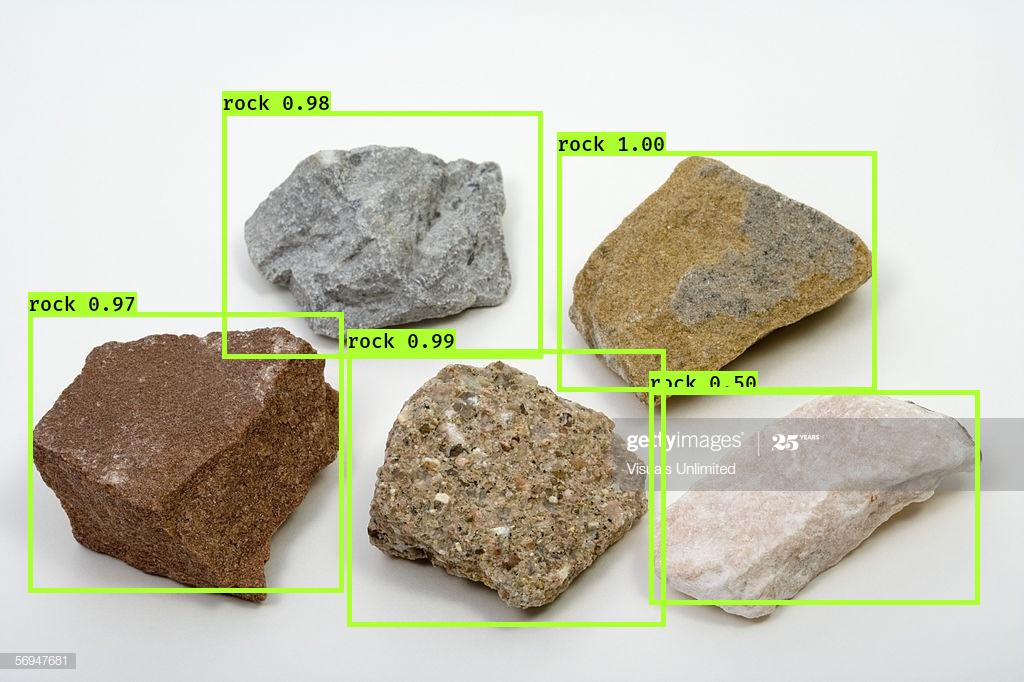 rock 0.98
rock 1.00
rock 0.97
rock 0.99
rock 0.50
gettyimages®
25 YEARS
Visuals Unlimited
56947681